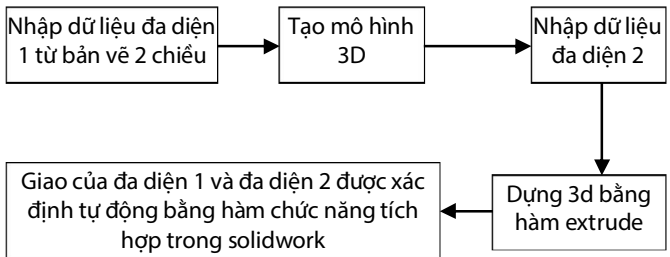 Nhập dữ liệu đa diện
1 từ bản vẽ 2 chiều
Tạo mô hình
3D
Nhập dữ liệu
đa diện 2
Dựng 3d bằng
hàm extrude
Giao của đa diện 1 và đa diện 2 được xác
định tự động bằng hàm chức năng tích
hợp trong solidwork